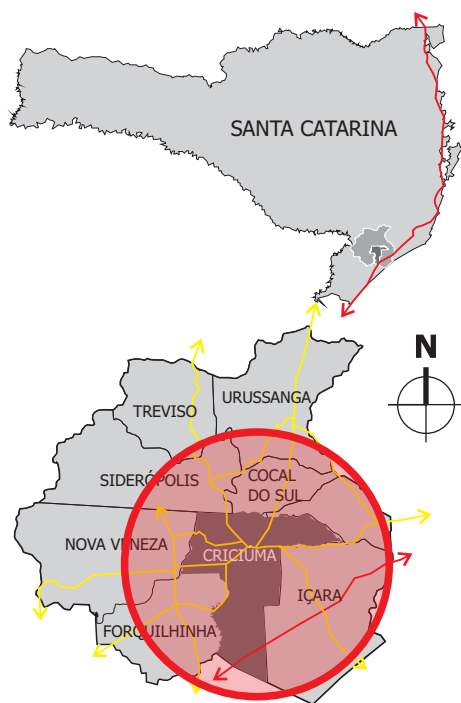 SANTA CATARINA
N
URUSSANGA
TREVISO
SIDERÓPOLIS
COCAL
DO SUL
NOVA VENEZA
CRICIUMA
IÇARA
FORQUILHINHA